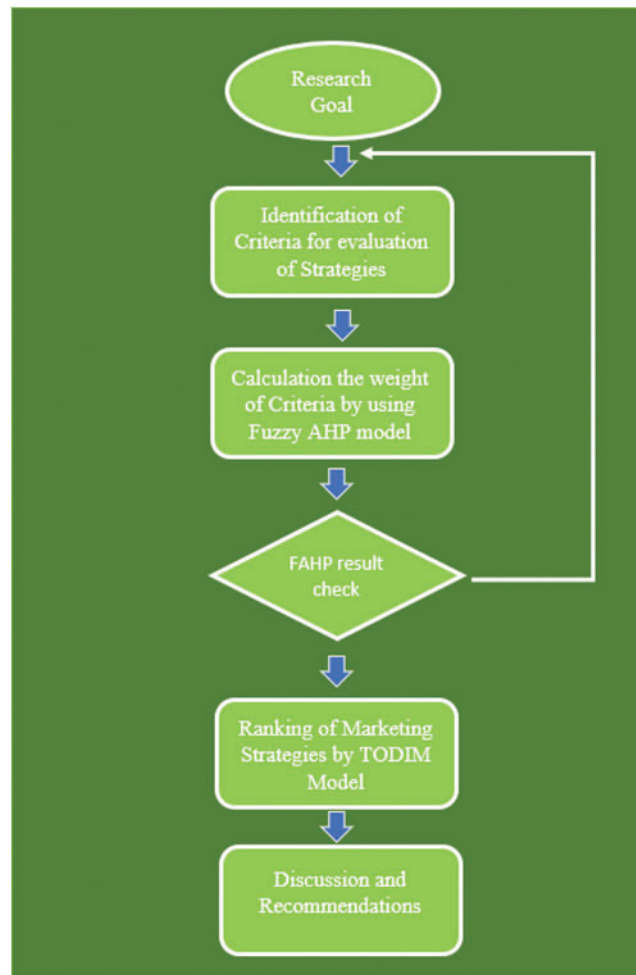 Research
Goal
Identification of
Criteria for evaluation
of Strategies
Calculation the weight
of Criteria by using
Fuzzy AHP model
FAHP result
check
Ranking of Marketing
Strategies by TODIM
Model
Discussion and
Recommendations